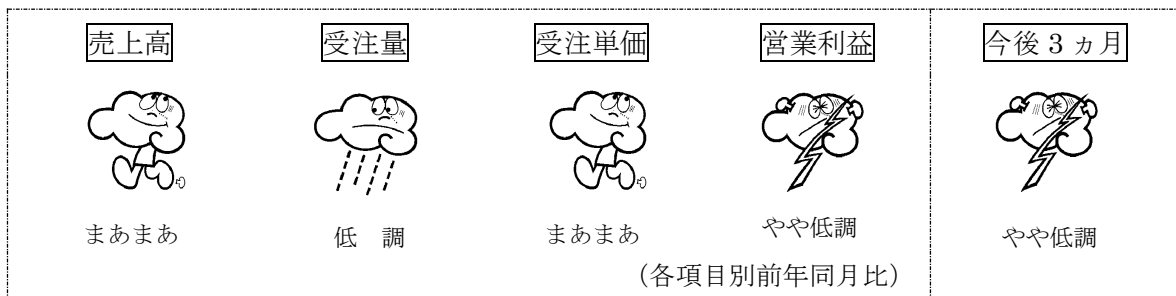 売上高 受注量 受注単価 営業利益 今後3ヵ月
まあまあ 低 調 まあまあ やや低調 やや低調
(各項目別前年同月比)